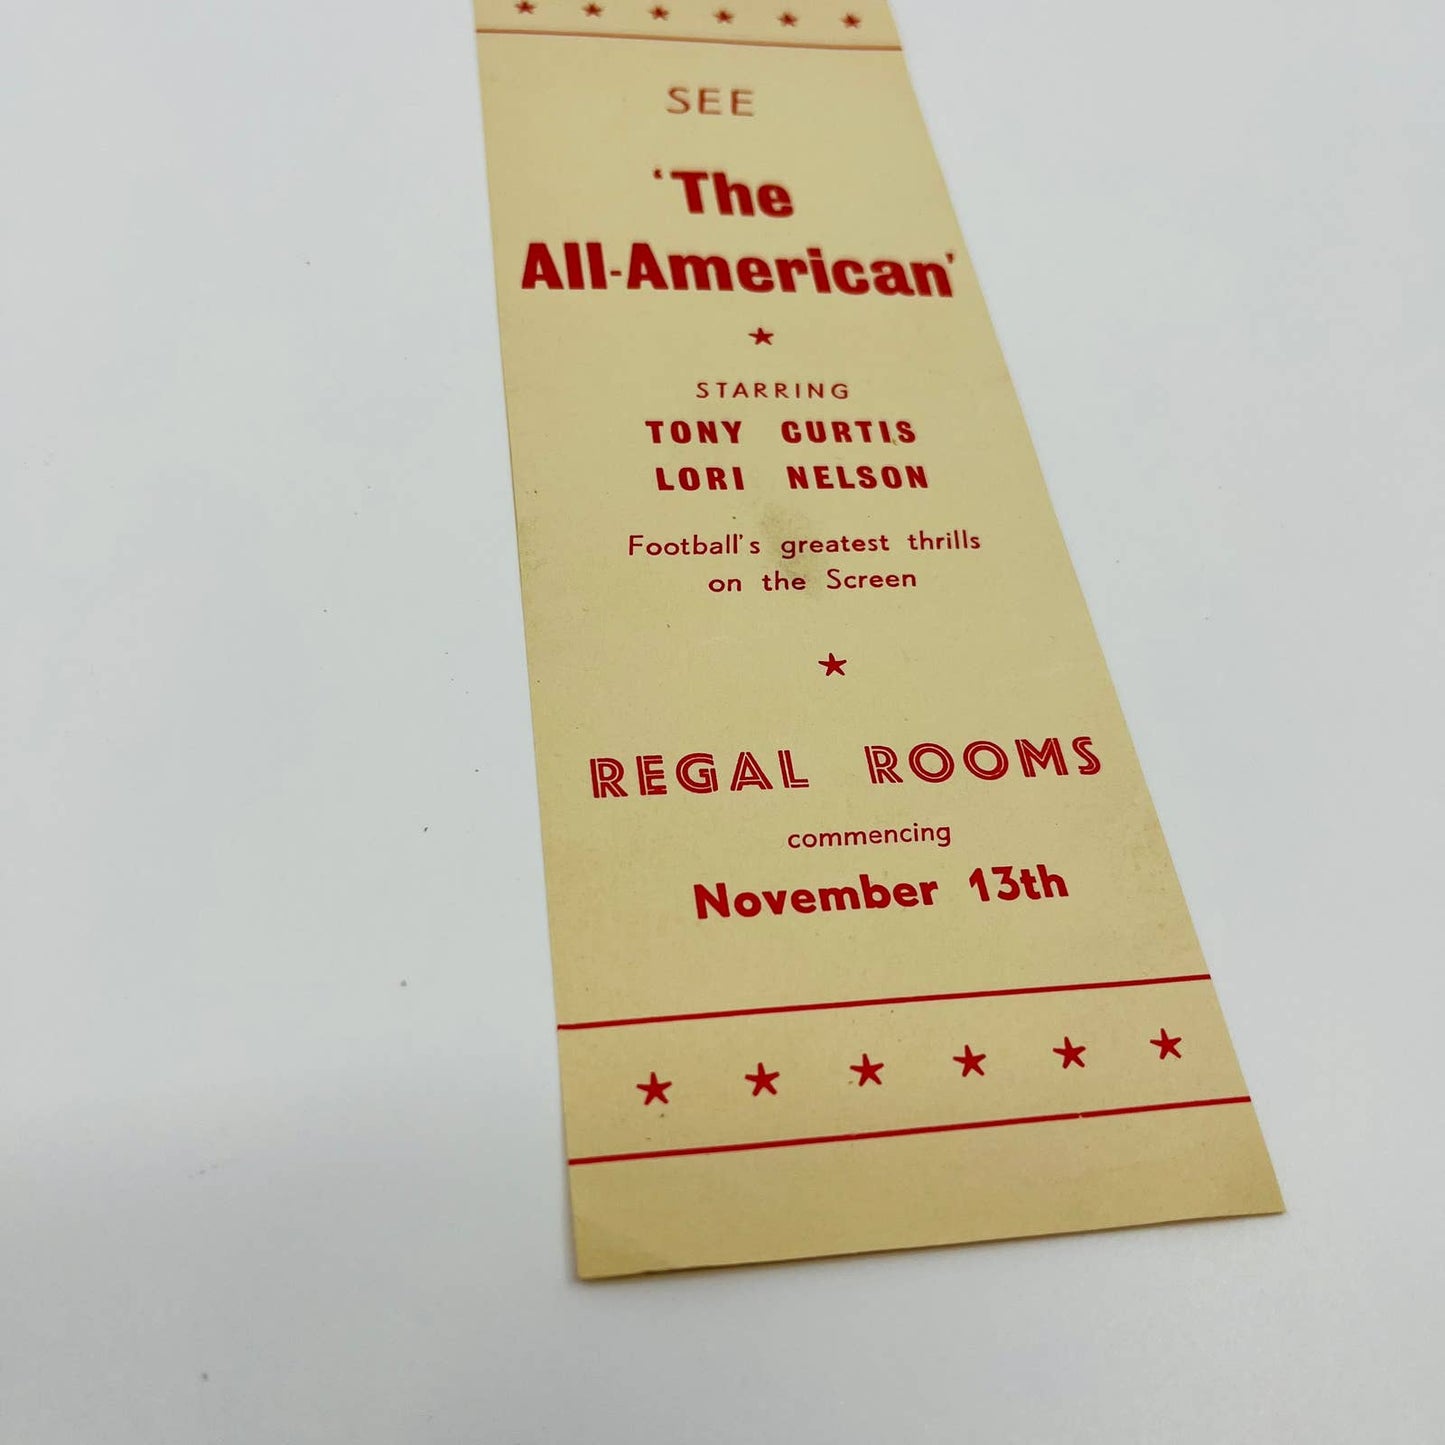 SEE
‘The
All-American’
STARRING
TONY CURTIS
LORI NELSON
Football's greatest thrills
on the Screen
REGAL ROOMS
commencing
November 13th